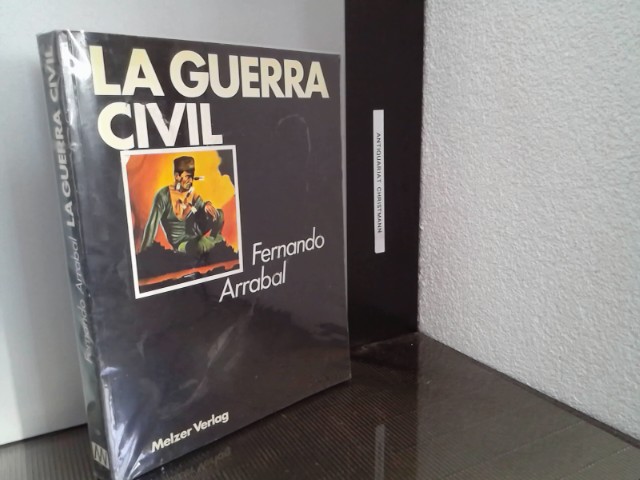 LA GUERRA
CIVIL
Fernando
Arrabal
Melzer Verlag
Fernando Arrabal LA GUERRA CIVIL
ANTIQUARIAT CHRISTMANN